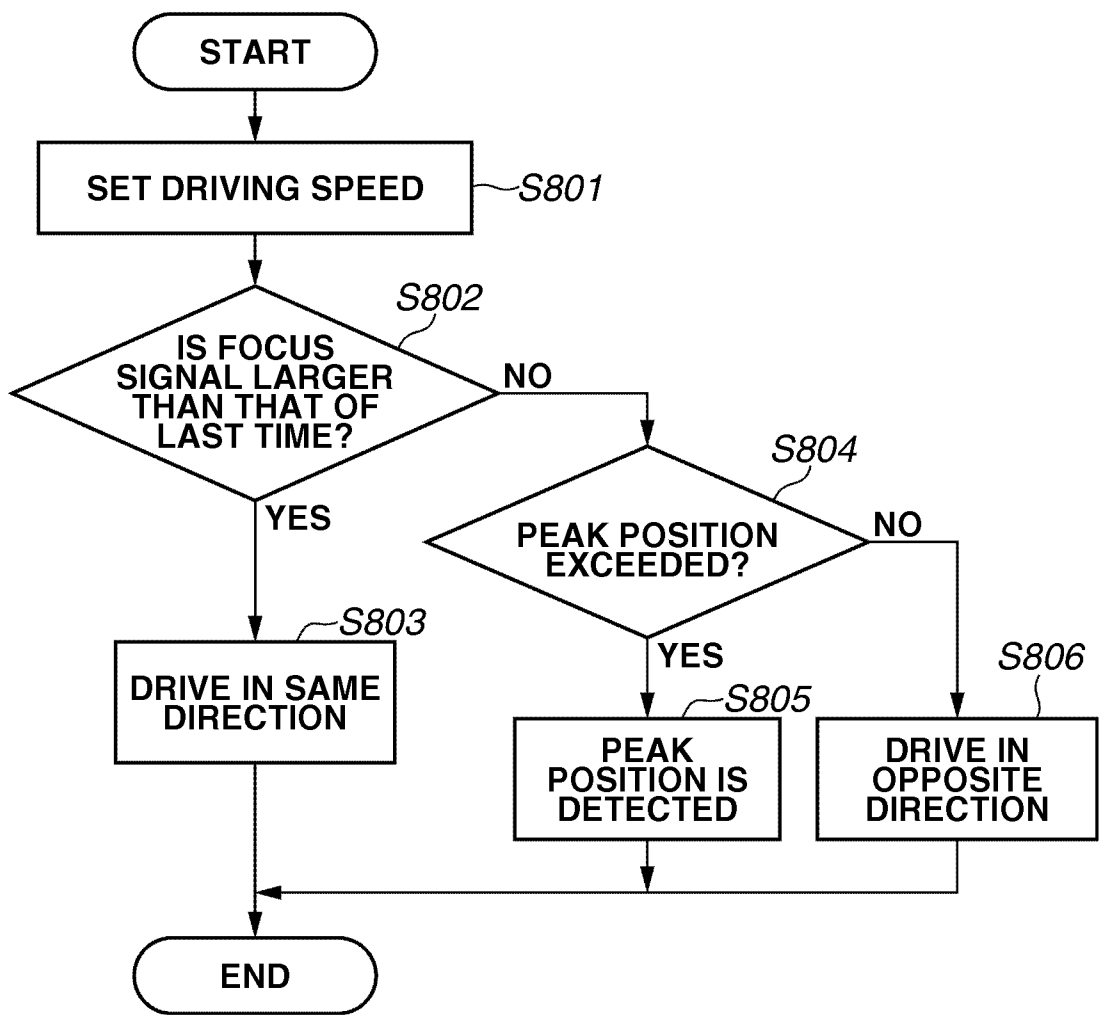 START
SET DRIVING SPEED
S801
S802
IS FOCUS
SIGNAL LARGER
THAN THAT OF
LAST TIME?
NO
YES
S804
PEAK POSITION
EXCEEDED?
NO
YES
S803
DRIVE IN SAME
DIRECTION
S805
PEAK
POSITION IS
DETECTED
S806
DRIVE IN
OPPOSITE
DIRECTION
END